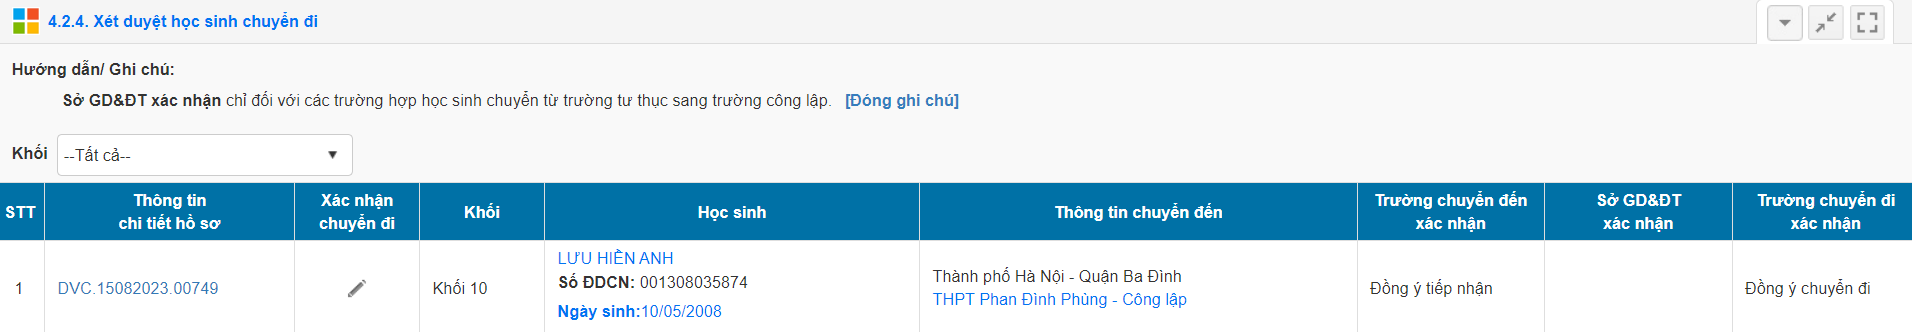 4.2.4. Xét duyệt học sinh chuyển đi
Hướng dẫn/ Ghi chú:
Sở GD&ĐT xác nhận chỉ đối với các trường hợp học sinh chuyển từ trường tư thục sang trường công lập. [Đóng ghi chú]
Khối --Tất cả--
STT
Thông tin
chi tiết hồ sơ
Xác nhận
chuyển đi
Khối
Học sinh
Thông tin chuyển đến
Trường chuyển đến
xác nhận
Sở GD&ĐT
xác nhận
Trường chuyển đi
xác nhận
1
DVC.15082023.00749
Khối 10
LƯU HIỀN ANH
Số ĐDCN: 001308035874
Ngày sinh:10/05/2008
Thành phố Hà Nội - Quận Ba Đình
THPT Phan Đình Phùng - Công lập
Đồng ý tiếp nhận
Đồng ý chuyển đi